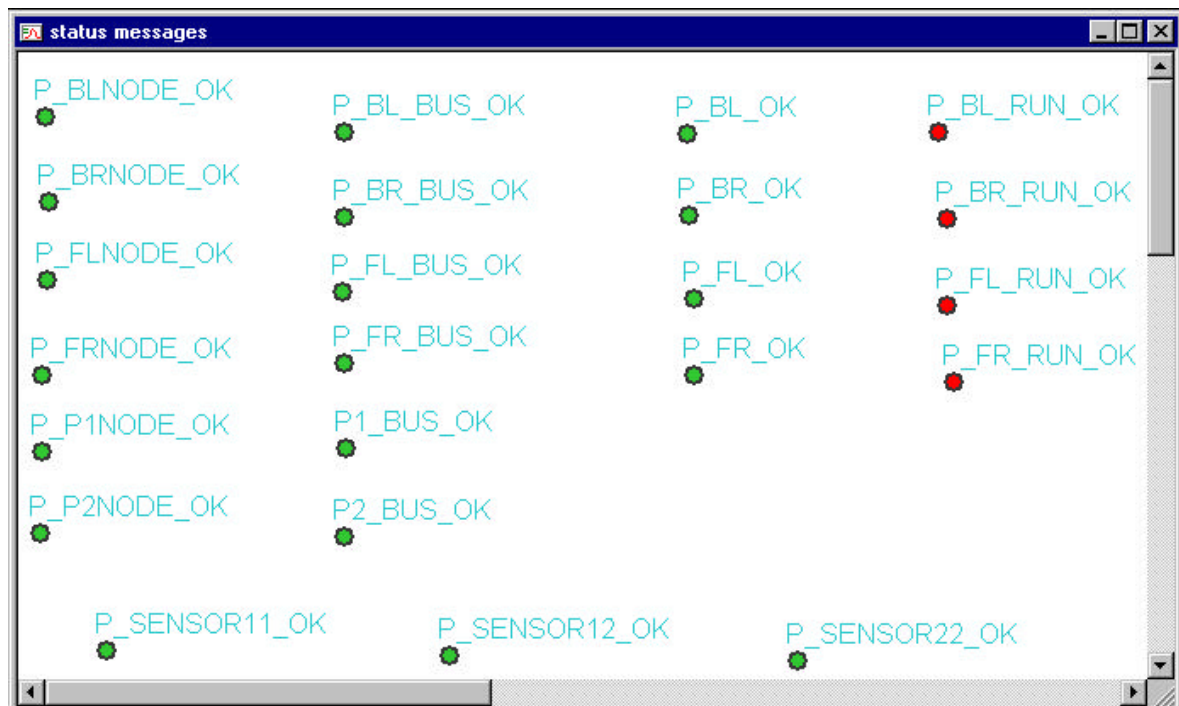 status messages
P_BLNODE_OK
P_BL_BUS_OK
P_BL_OK
P_BL_RUN_OK
P_BRNODE_OK
P_BR_BUS_OK
P_BR_OK
P_BR_RUN_OK
P_FLNODE_OK
P_FL_BUS_OK
P_FL_OK
P_FL_RUN_OK
P_FRNODE_OK
P_FR_BUS_OK
P_FR_OK
P_FR_RUN_OK
P_P1NODE_OK
P1_BUS_OK
P_P2NODE_OK
P2_BUS_OK
P_SENSOR11_OK
P_SENSOR12_OK
P_SENSOR22_OK